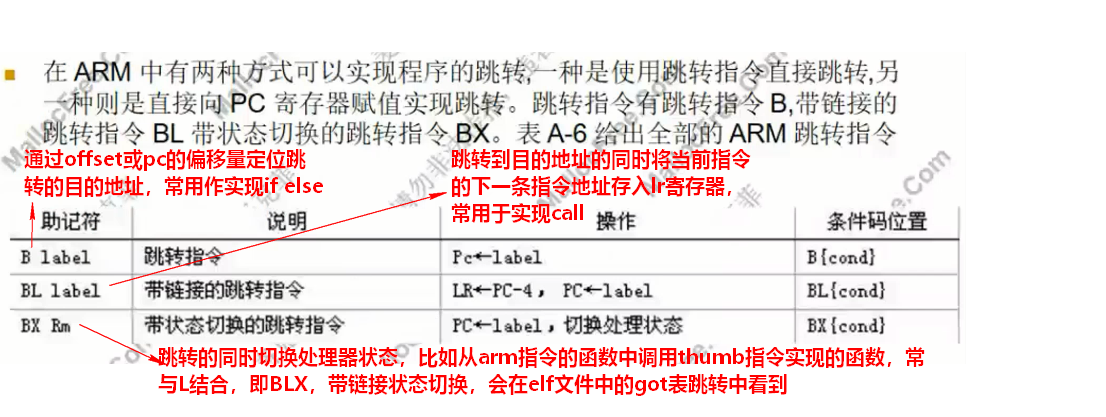 在 ARM 中有两种方式可以实现程序的跳转,一种是使用跳转指令直接跳转,另
一种则是直接向 PC 寄存器赋值实现跳转。跳转指令有跳转指令 B,带链接的
跳转指令 BL 带状态切换的跳转指令 BX。表 A-6 给出全部的 ARM 跳转指令
通过offset或pc的偏移量定位跳
转的目的地址，常用作实现if else
跳转到目的地址的同时将当前指令
的下一条指令地址存入lr寄存器，
常用于实现call
助记符 说明 操作 条件码位置
B label 跳转指令 Pc←label B{cond}
BL label 带链接的跳转指令 LR←PC-4， PC←label BL{cond}
BX Rm 带状态切换的跳转指令 PC←label，切换处理状态 BX{cond}
跳转的同时切换处理器状态，比如从arm指令的函数中调用thumb指令实现的函数，常
与L结合，即BLX，带链接状态切换，会在elf文件中的got表跳转中看到